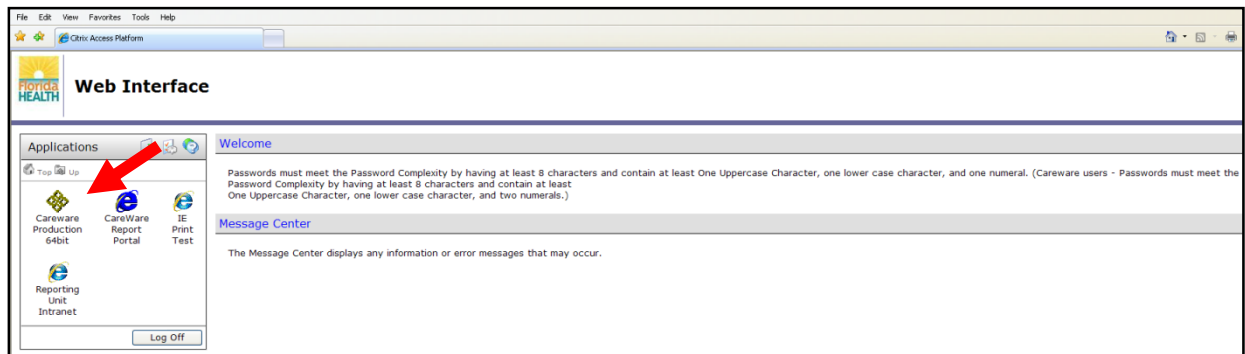 File Edit View Favorites Tools Help
Citrix Access Platform
Florida
HEALTH
Web Interface
Applications
Top Up
Careware
Production
64bit
CareWare
Report
Portal
IE
Print
Test
Reporting
Unit
Intranet
Log Off
Welcome
Passwords must meet the Password Complexity by having at least 8 characters and contain at least One Uppercase Character, one lower case character, and one numeral. (Careware users - Passwords must meet the
Password Complexity by having at least 8 characters and contain at least
One Uppercase Character, one lower case character, and two numerals.)
Message Center
The Message Center displays any information or error messages that may occur.